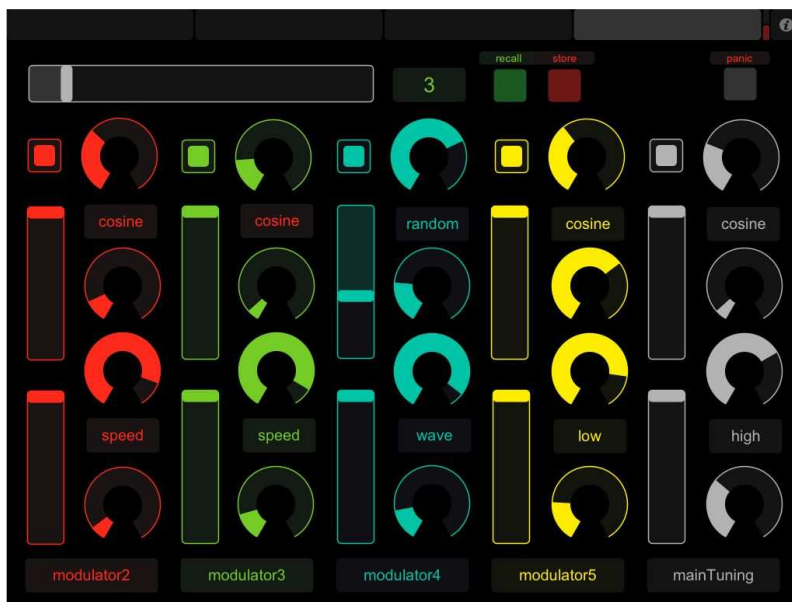 i
recall store panic
3
cosine cosine random cosine cosine
speed speed wave low high
modulator2 modulator3 modulator4 modulator5 mainTuning